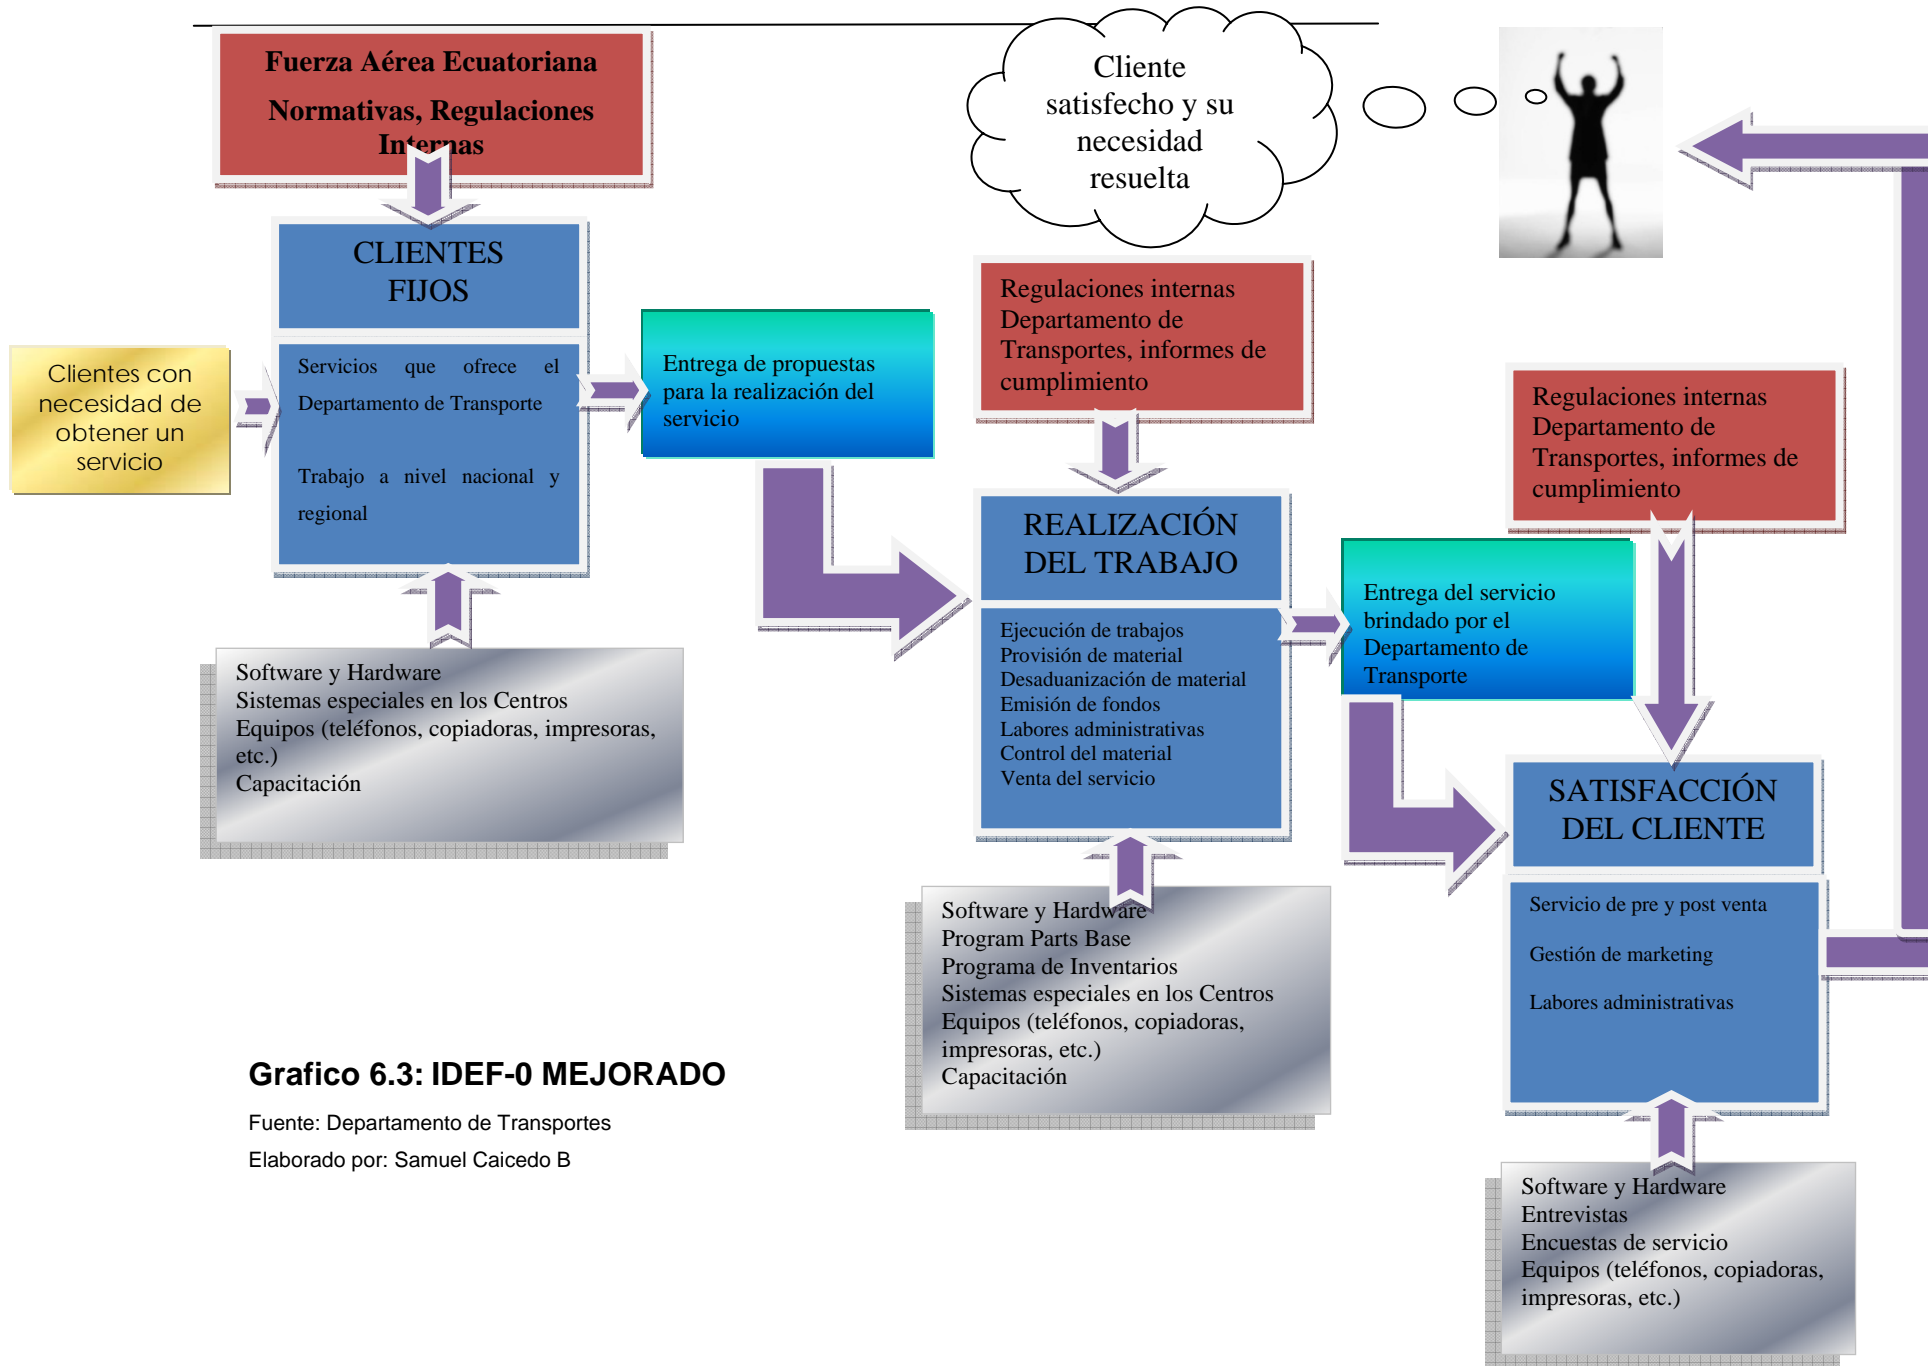 Fuerza Aérea Ecuatoriana
Normativas, Regulaciones
Internas
Cliente
satisfecho y su
necesidad
resuelta
CLIENTES
FIJOS
Servicios que ofrece el
Departamento de Transporte
Trabajo a nivel nacional y
regional
Clientes con
necesidad de
obtener un
servicio
Entrega de propuestas
para la realización del
servicio
Software y Hardware
Sistemas especiales en los Centros
Equipos (teléfonos, copiadoras, impresoras,
etc.)
Capacitación
Regulaciones internas
Departamento de
Transportes, informes de
cumplimiento
REALIZACIÓN
DEL TRABAJO
Ejecución de trabajos
Provisión de material
Desaduanización de material
Emisión de fondos
Labores administrativas
Control del material
Venta del servicio
Software y Hardware
Program Parts Base
Programa de Inventarios
Sistemas especiales en los Centros
Equipos (teléfonos, copiadoras,
impresoras, etc.)
Capacitación
Entrega del servicio
brindado por el
Departamento de
Transporte
Regulaciones internas
Departamento de
Transportes, informes de
cumplimiento
SATISFACCIÓN
DEL CLIENTE
Servicio de pre y post venta
Gestión de marketing
Labores administrativas
Software y Hardware
Entrevistas
Encuestas de servicio
Equipos (teléfonos, copiadoras,
impresoras, etc.)
Grafico 6.3: IDEF-0 MEJORADO
Fuente: Departamento de Transportes
Elaborado por: Samuel Caicedo B